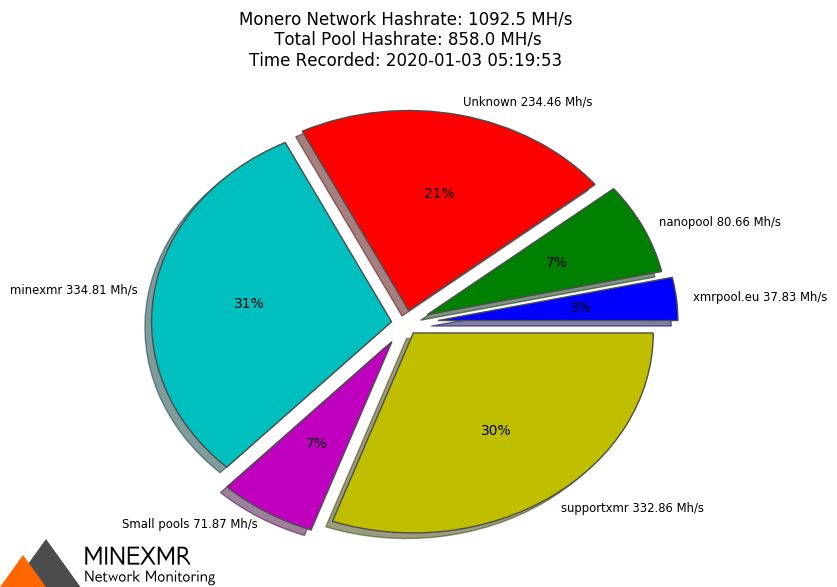 Monero Network Hashrate: 1092.5 MH/s
Total Pool Hashrate: 858.0 MH/s
Time Recorded: 2020-01-03 05:19:53
Unknown 234.46 Mh/s
21%
nanopool 80.66 Mh/s
7%
minexmr 334.81 Mh/s
31%
xmrpool.eu 37.83 Mh/s
3%
30%
7%
supportxmr 332.86 Mh/s
Small pools 71.87 Mh/s
MINEXMR
Network Monitoring